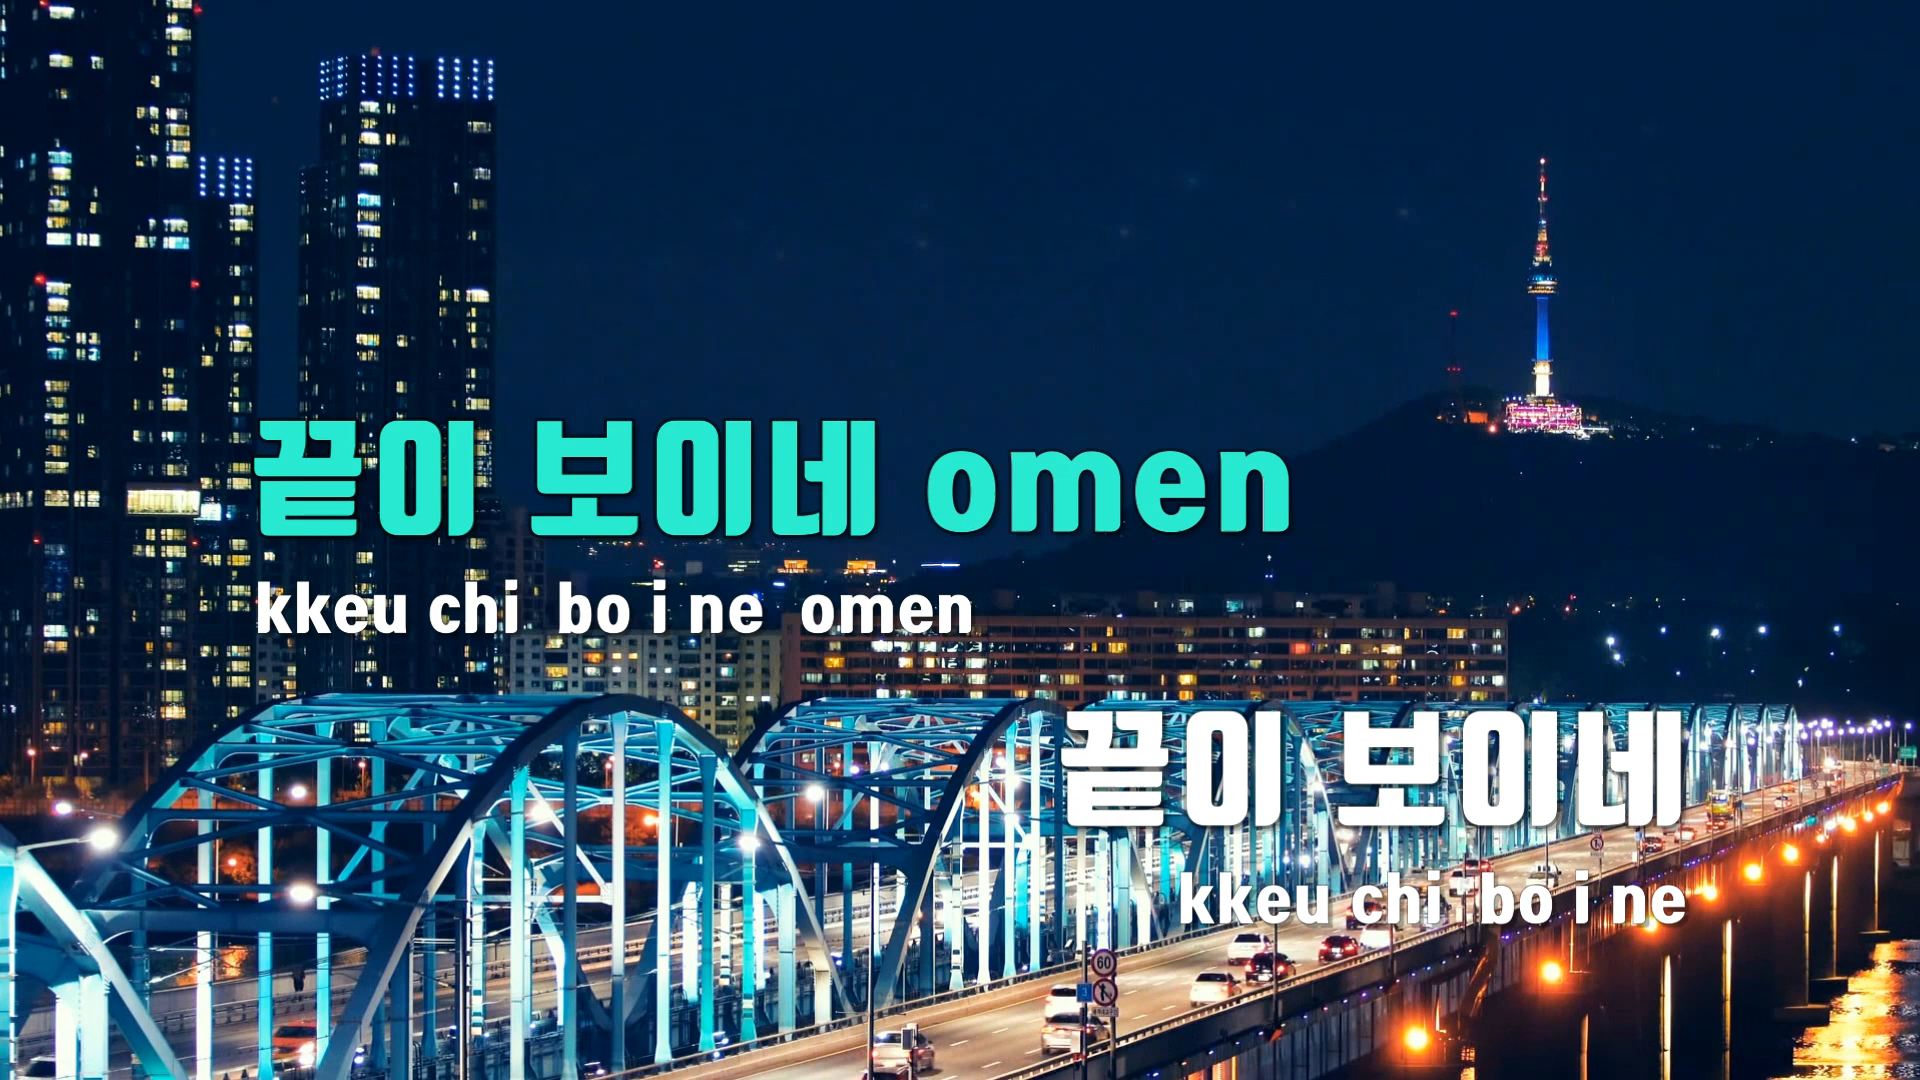 끝이 보이네 omen
kkeu chi bo i ne omen
끝이 보이네
kkeu chi bo i ne
60